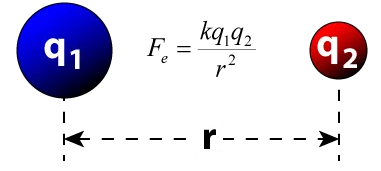 q₁
Fₑ = kq₁q₂ / r²
q₂
r